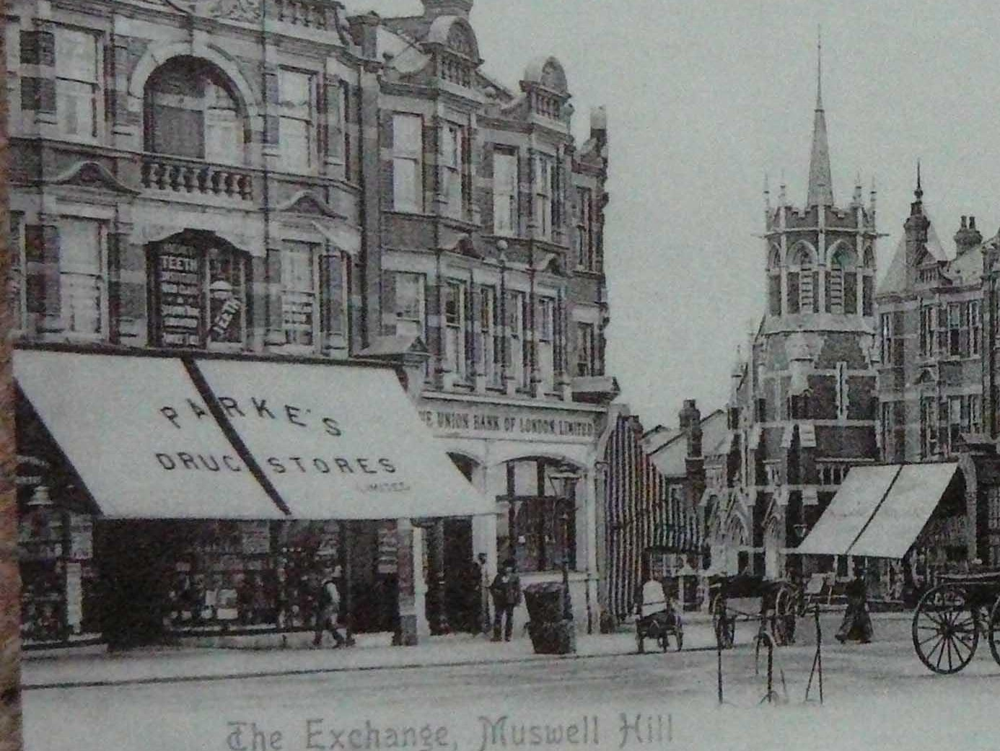 TEETH
TEETH
PARKE'S
DRUG STORES
LIMITED
THE UNION BANK OF LONDON LIMITED
The Exchange, Muswell Hill